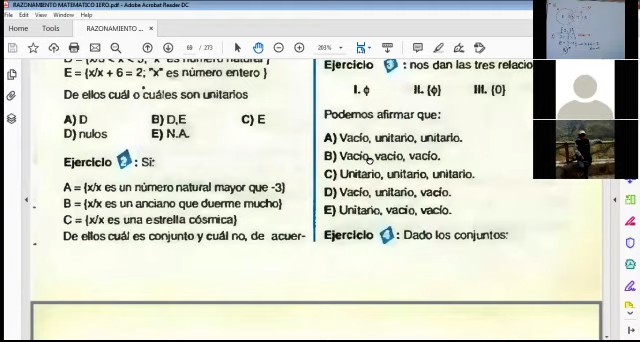 RAZONAMIENTO MATEMATICO 1ERO.pdf - Adobe Acrobat Reader DC
File Edit View Window Help
Home Tools RAZONAMIENTO ... ×
69 / 273 203%
E = {x/x + 6 = 2; "x" es número entero }
De ellos cuál o cuáles son unitarios
A) D B) D,E C) E
D) nulos E) N.A.
Ejercicio 2 : Si:
A = {x/x es un número natural mayor que -3}
B = {x/x es un anciano que duerme mucho}
C = {x/x es una estrella cósmica}
De ellos cuál es conjunto y cuál no, de acuer-
Ejercicio 3 : nos dan las tres relacio
I. ϕ II. {ϕ} III. {0}
Podemos afirmar que:
A) Vacío, unitario, unitario.
B) Vacío, vacío, vacío.
C) Unitario, unitario, unitario.
D) Vacío, unitario, vacío.
E) Unitario, vacío, vacío.
Ejercicio 4 : Dado los conjuntos: